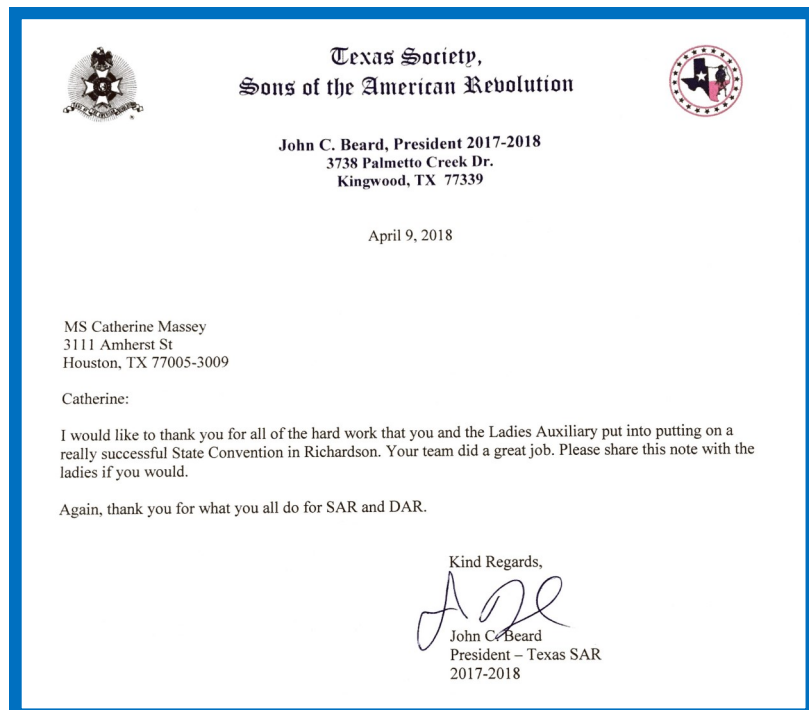 Texas Society,
Sons of the American Revolution
John C. Beard, President 2017-2018
3738 Palmetto Creek Dr.
Kingwood, TX 77339
April 9, 2018
MS Catherine Massey
3111 Amherst St
Houston, TX 77005-3009
Catherine:
I would like to thank you for all of the hard work that you and the Ladies Auxiliary put into putting on a
really successful State Convention in Richardson. Your team did a great job. Please share this note with the
ladies if you would.
Again, thank you for what you all do for SAR and DAR.
Kind Regards,
John C. Beard
President – Texas SAR
2017-2018